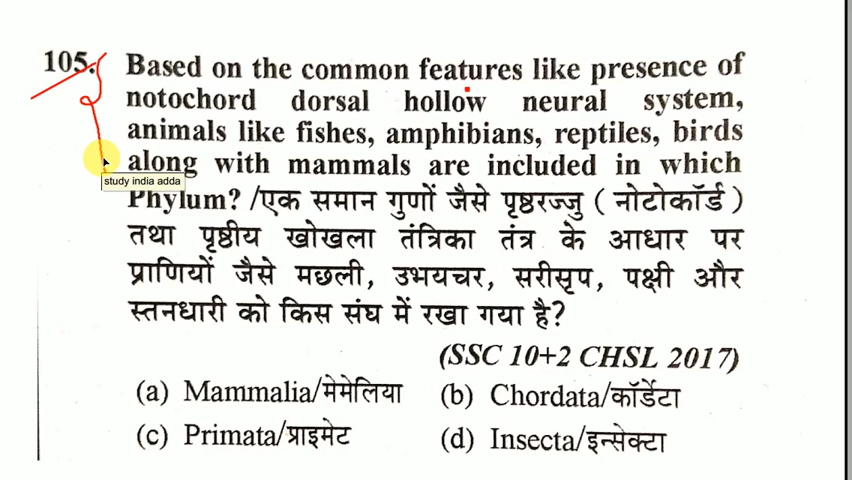 105. Based on the common features like presence of
notochord dorsal hollow neural system,
animals like fishes, amphibians, reptiles, birds
along with mammals are included in which
study india adda
Phylum? /एक समान गुणों जैसे पृष्ठरज्जु ( नोटोकॉर्ड )
तथा पृष्ठीय खोखला तंत्रिका तंत्र के आधार पर
प्राणियों जैसे मछली, उभयचर, सरीसृप, पक्षी और
स्तनधारी को किस संघ में रखा गया है?
(SSC 10+2 CHSL 2017)
(a) Mammalia/मेमेलिया (b) Chordata/कॉर्डेटा
(c) Primata/प्राइमेट (d) Insecta/इन्सेक्टा